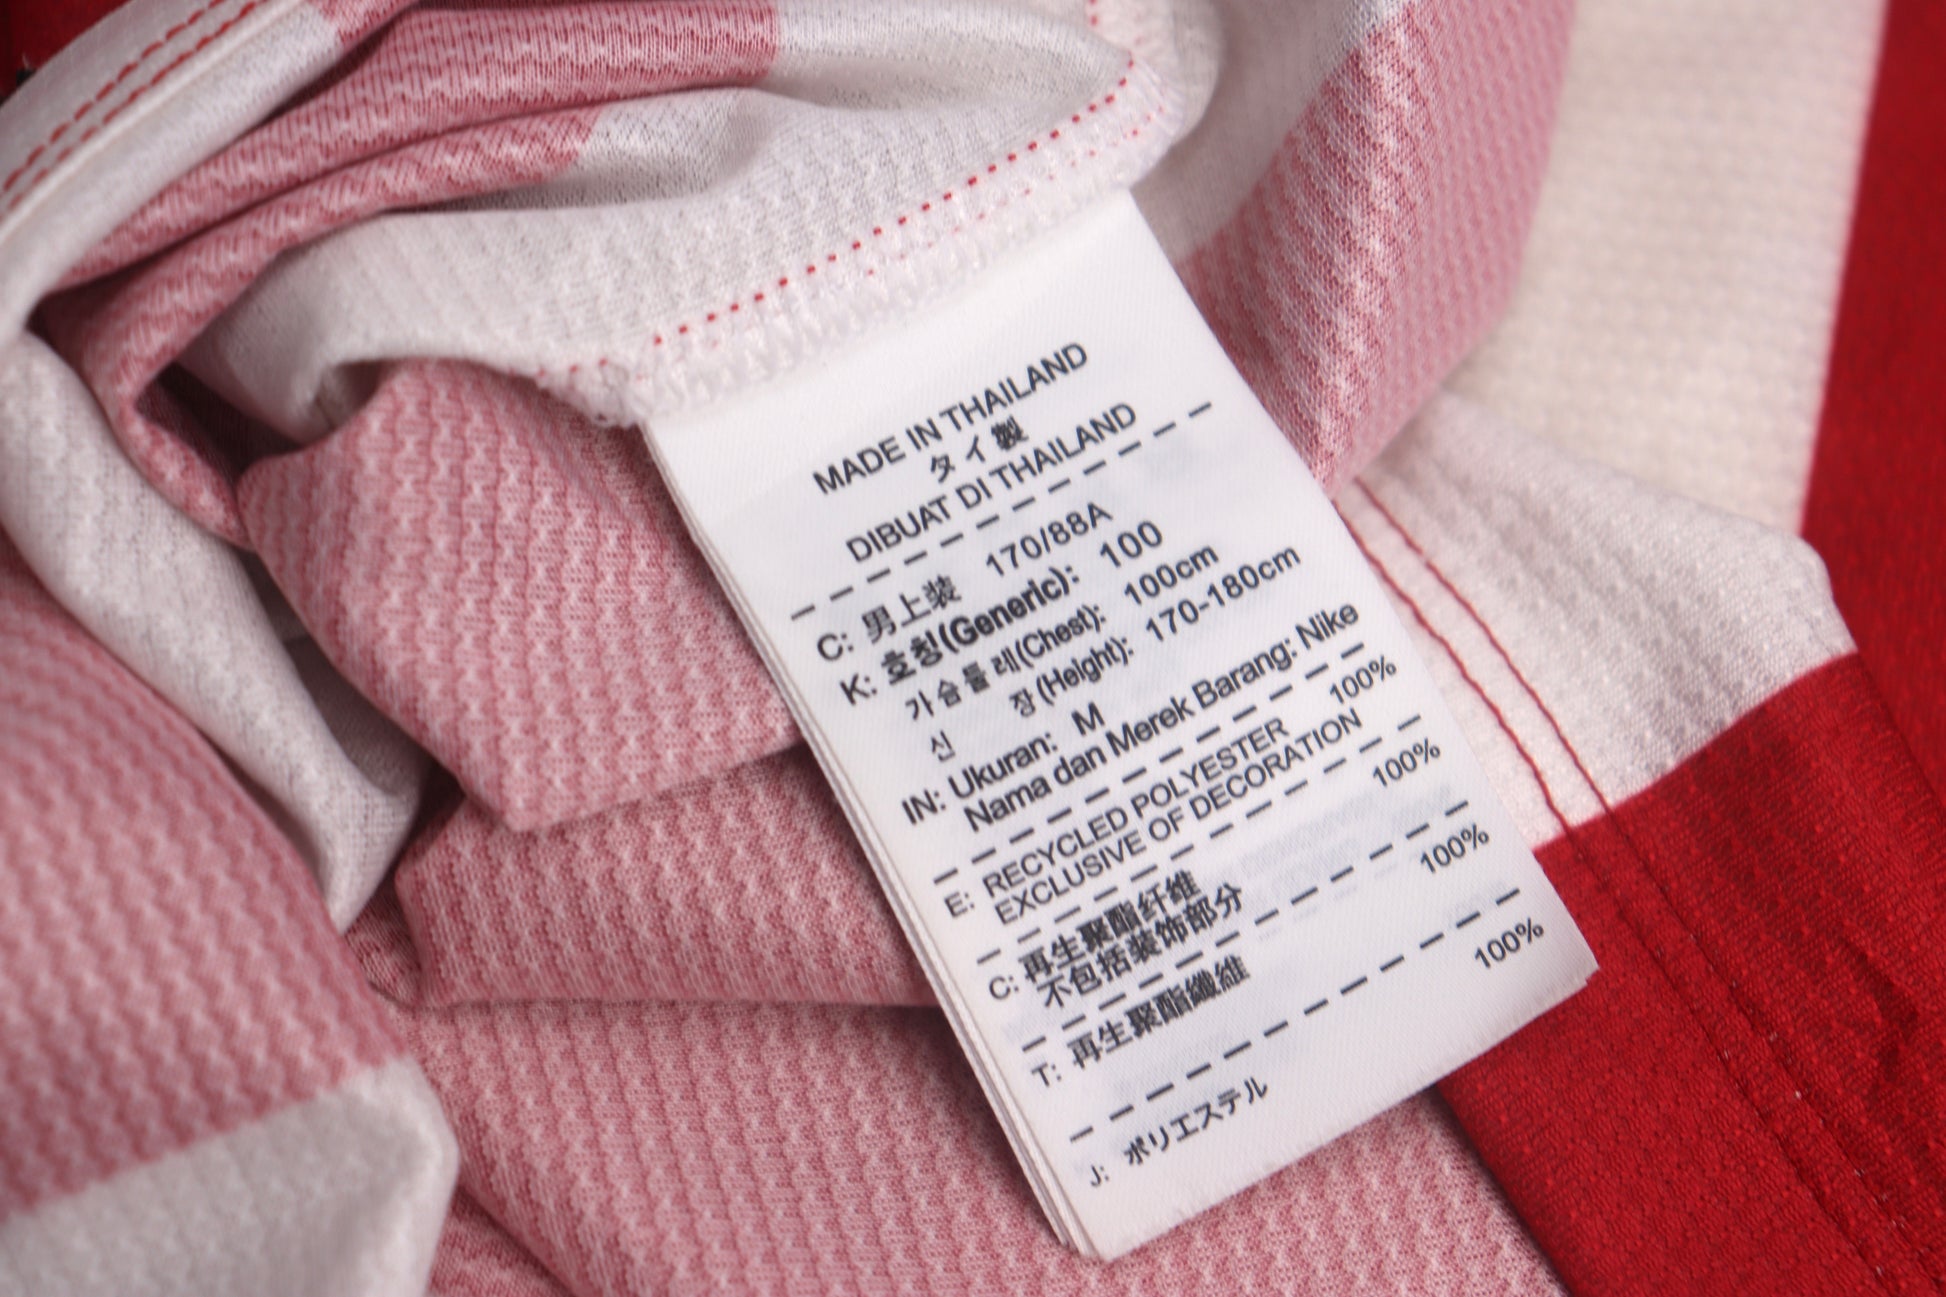 MADE IN THAILAND
タイ製
DIBUAT DI THAILAND
C: 男上装 170/88A
K: 호칭(Generic): 100
가슴둘레(Chest): 100cm
신 장(Height): 170-180cm
IN: Ukuran: M
Nama dan Merek Barang: Nike
E: RECYCLED POLYESTER 100%
EXCLUSIVE OF DECORATION
C: 再生聚酯纤维 100%
不包括装饰部分
T: 再生聚酯纖維 100%
J: ポリエステル 100%